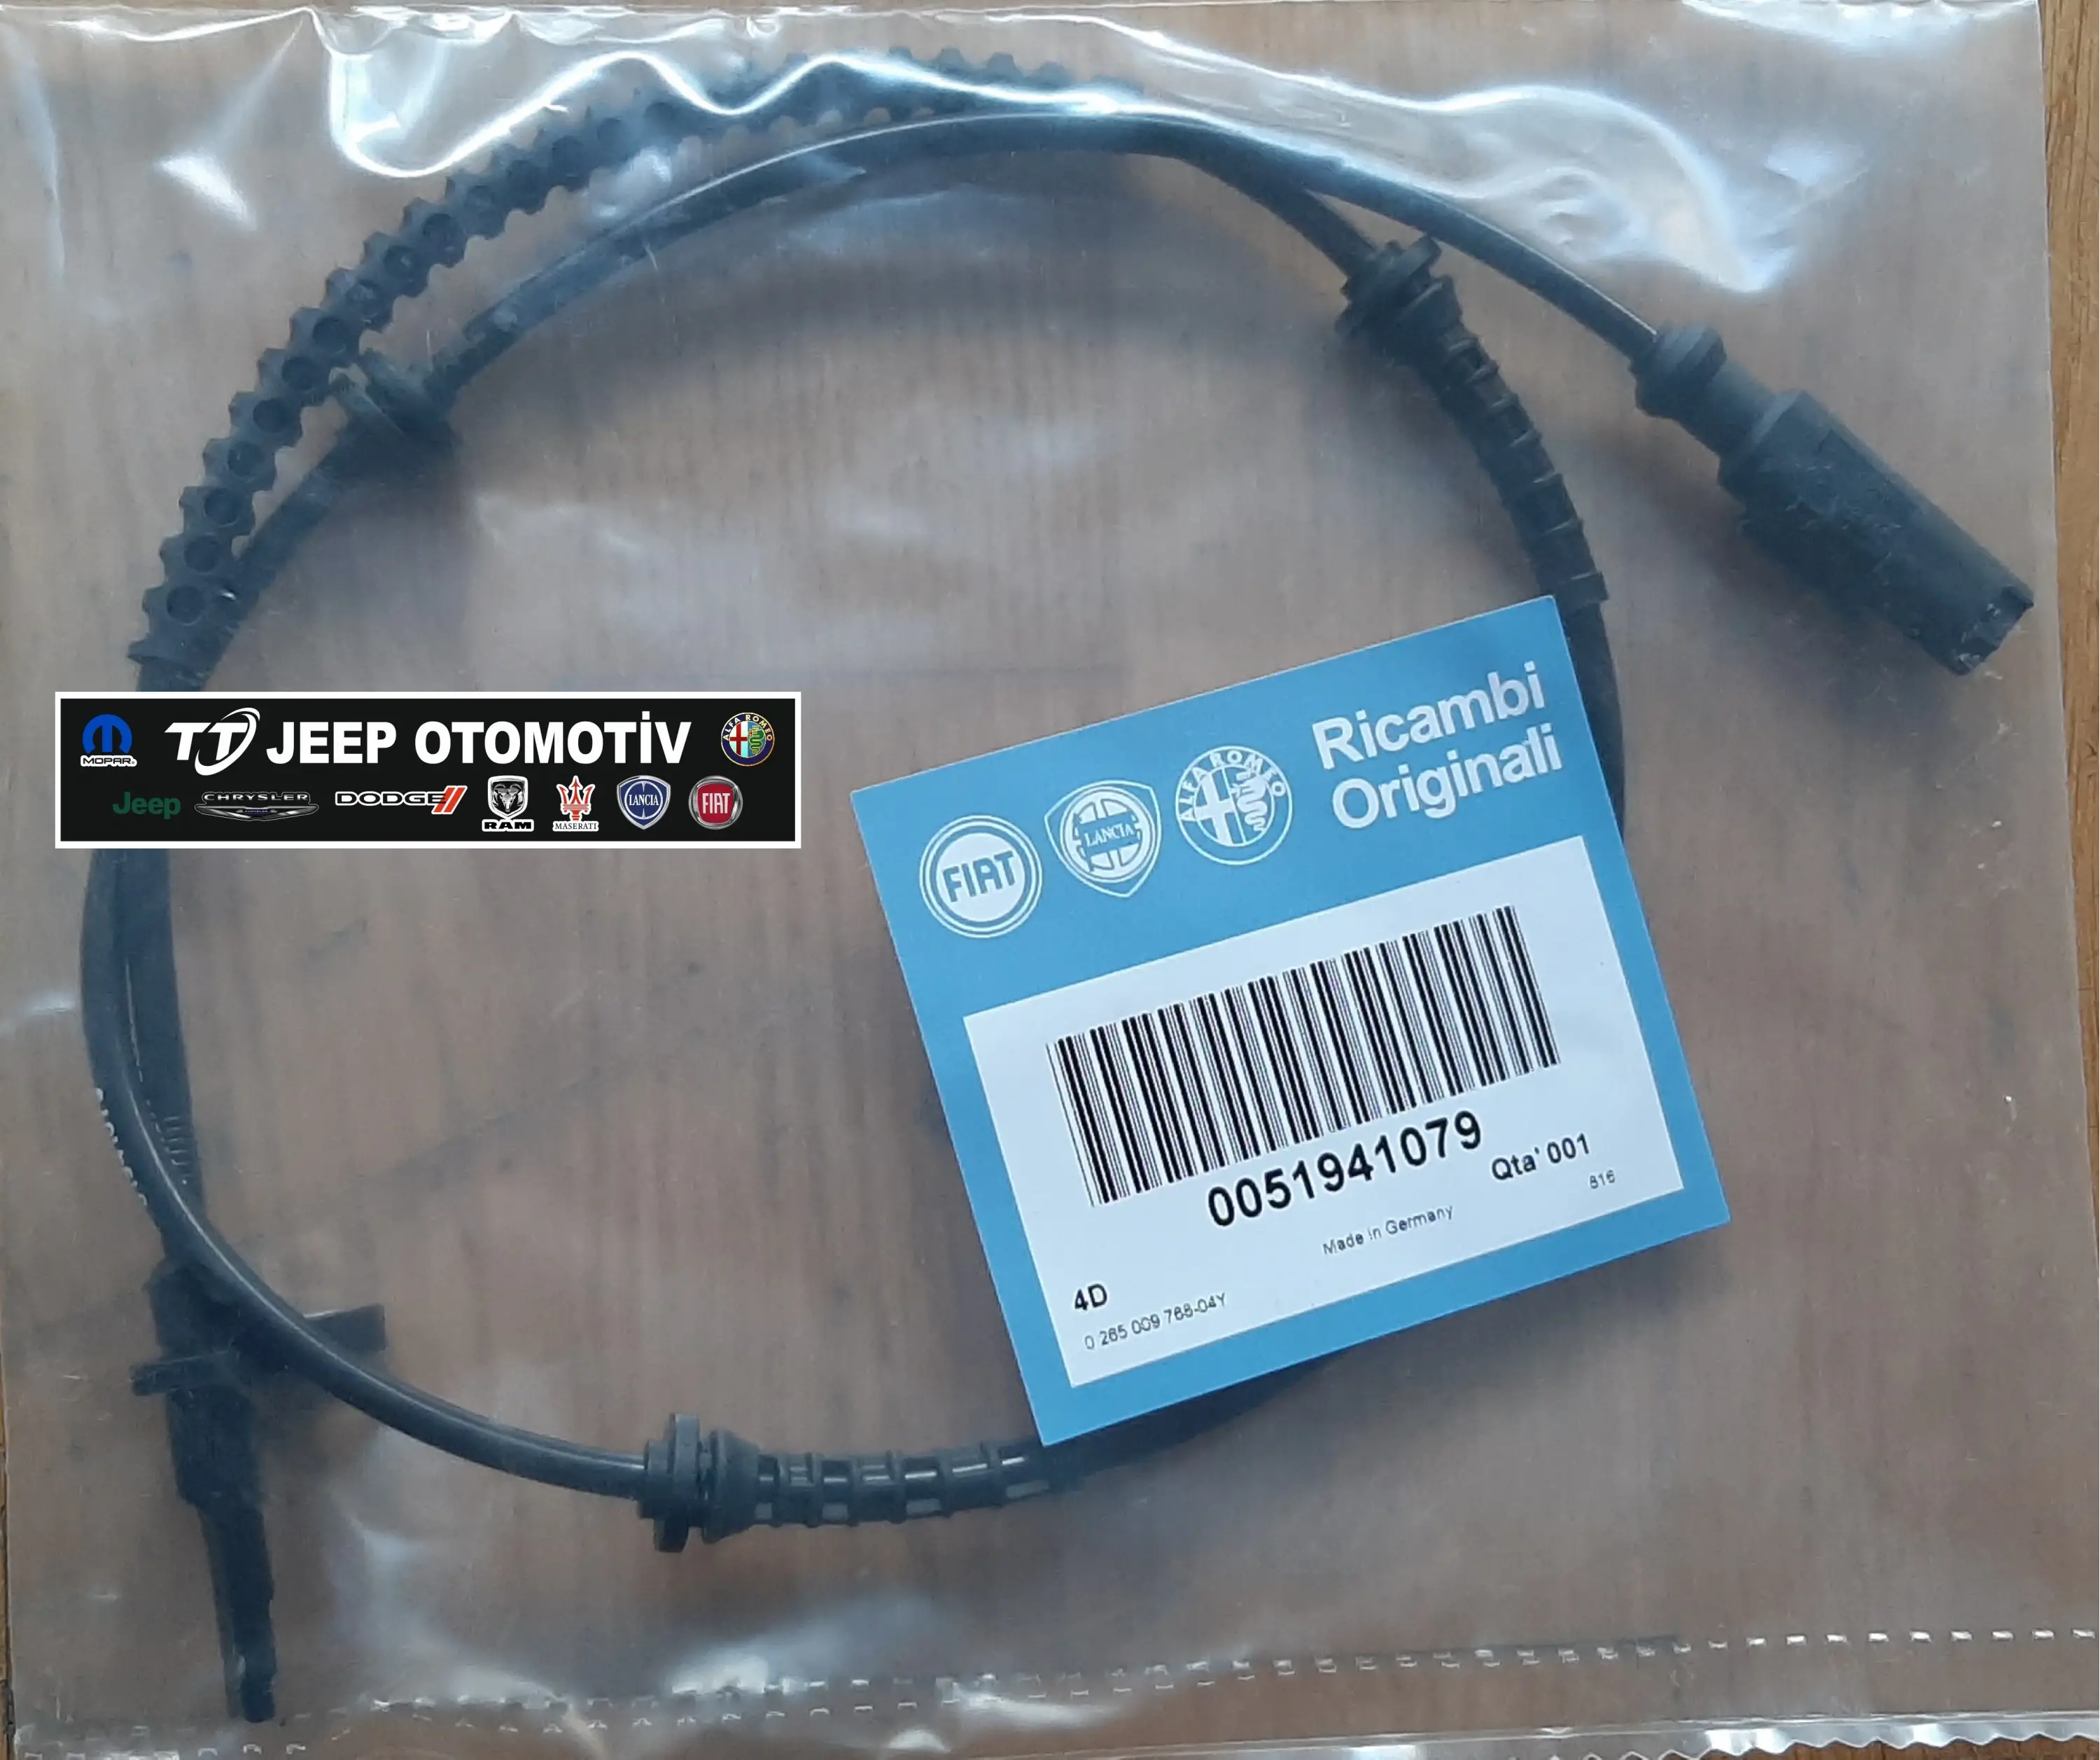 MOPAR.
TT JEEP OTOMOTİV
ALFA ROMEO
Jeep
CHRYSLER
DODGE
RAM
MASERATI
LANCIA
FIAT
Ricambi
Originali
FIAT
LANCIA
ALFA ROMEO
0051941079
Qta' 001
816
Made in Germany
4D
0 265 009 768-04Y